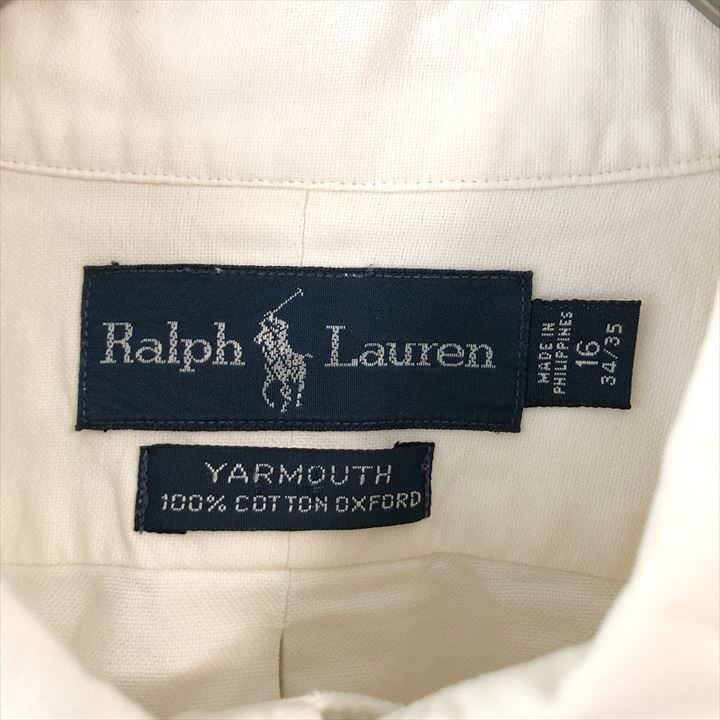 Ralph Lauren
MADE IN
PHILIPPINES
16
34/35
YARMOUTH
100% COTTON OXFORD